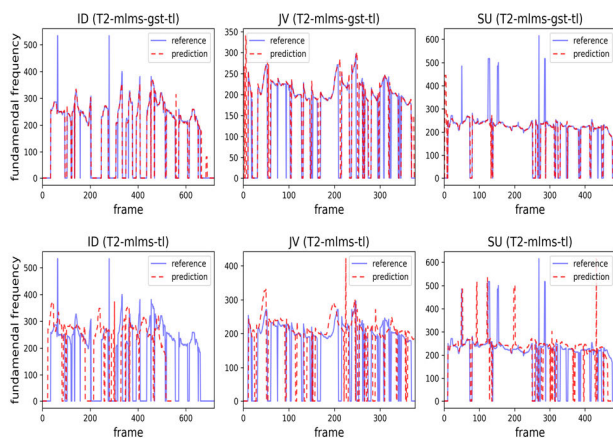 ID (T2-mlms-gst-tl) JV (T2-mlms-gst-tl) SU (T2-mlms-gst-tl)
fundamendal frequency
500 400 300 200 100 0
reference
prediction
0 200 400 600
frame
350 300 250 200 150 100 50 0
reference
prediction
0 100 200 300
frame
600 500 400 300 200 100 0
reference
prediction
0 100 200 300 400
frame
ID (T2-mlms-tl) JV (T2-mlms-tl) SU (T2-mlms-tl)
fundamendal frequency
500 400 300 200 100 0
reference
prediction
0 200 400 600
frame
400 300 200 100 0
reference
prediction
0 100 200 300
frame
600 500 400 300 200 100 0
reference
prediction
0 100 200 300 400
frame